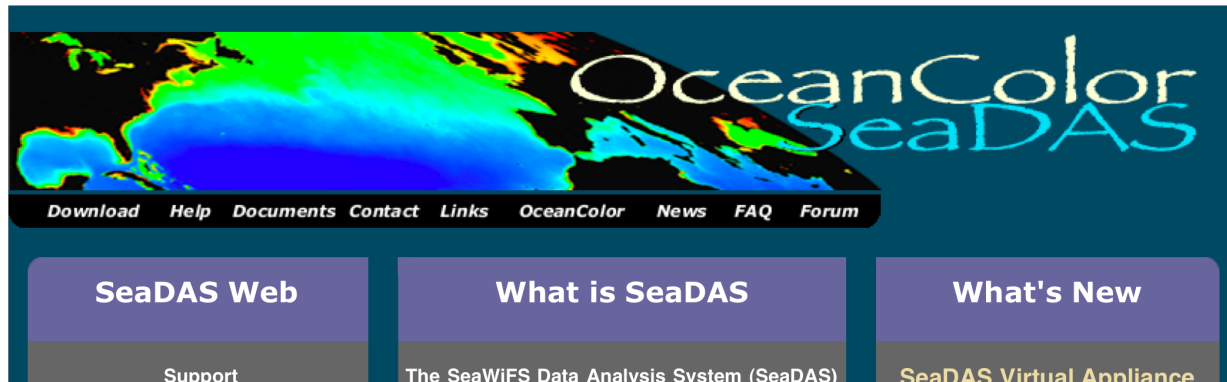 OceanColor
SeaDAS
Download Help Documents Contact Links OceanColor News FAQ Forum
SeaDAS Web
What is SeaDAS
What's New
Support
The SeaWiFS Data Analysis System (SeaDAS)
SeaDAS Virtual Appliance